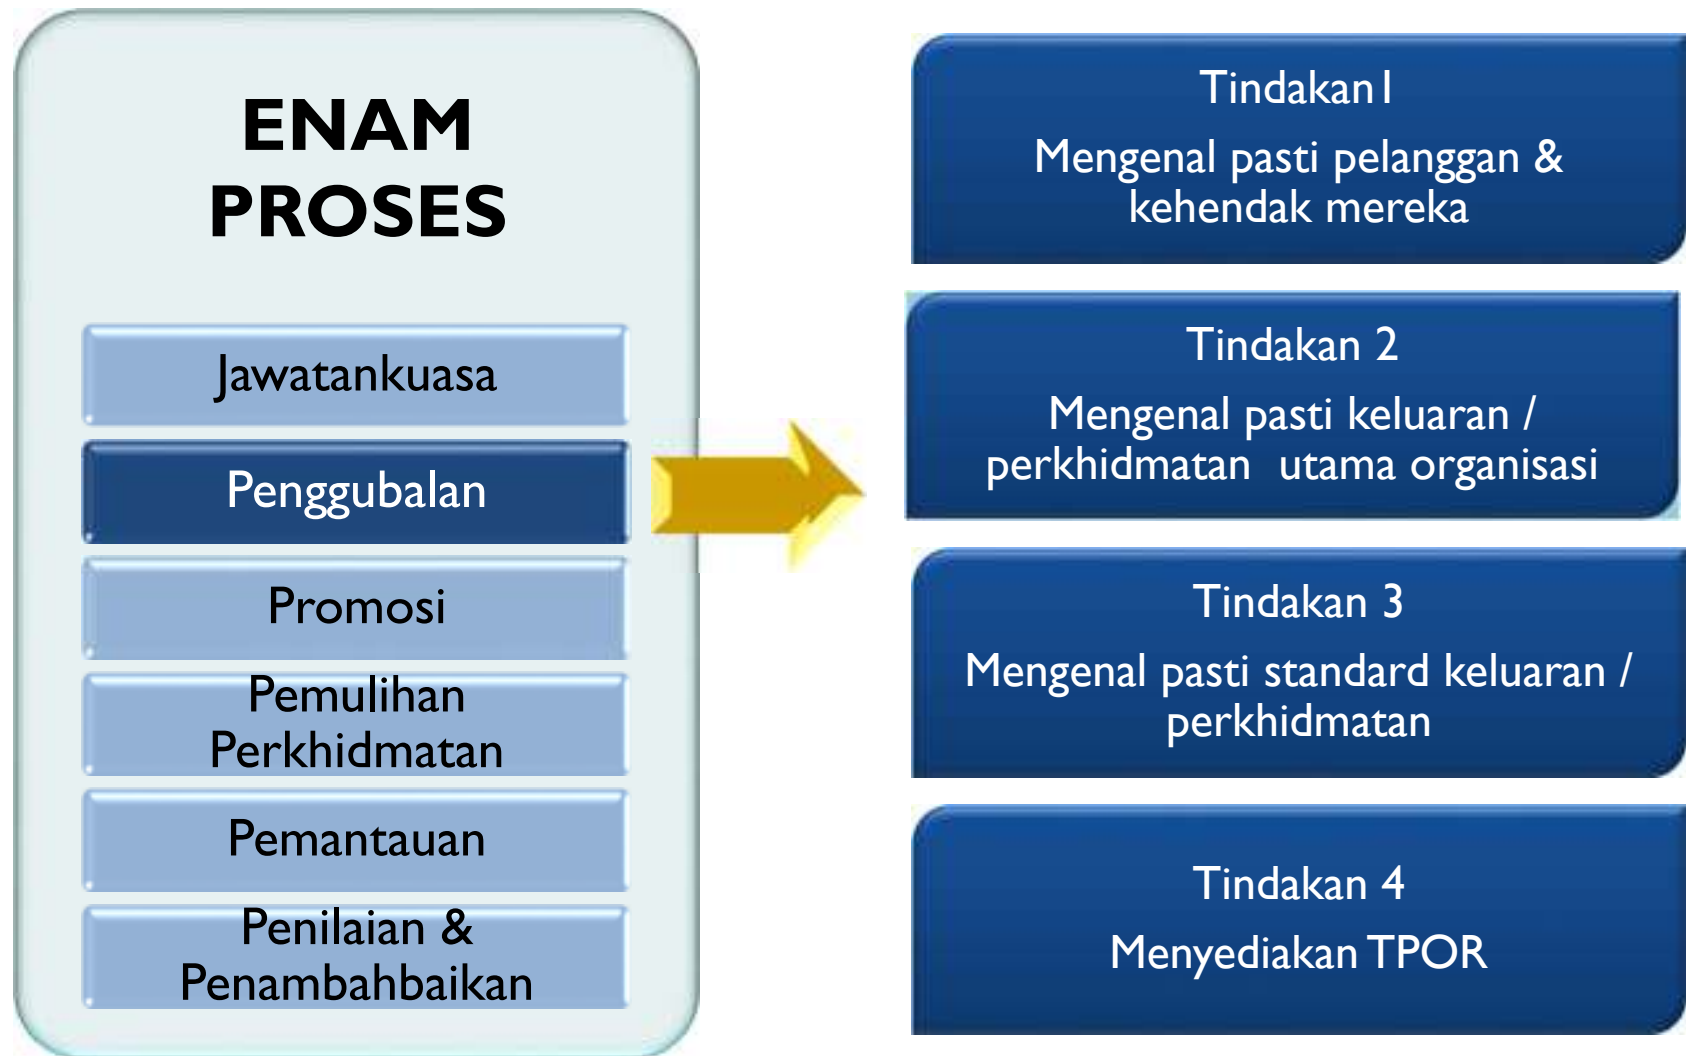 ENAM
PROSES
Jawatankuasa
Penggubalan
Promosi
Pemulihan
Perkhidmatan
Pemantauan
Penilaian &
Penambahbaikan
Tindakan1
Mengenal pasti pelanggan &
kehendak mereka
Tindakan 2
Mengenal pasti keluaran /
perkhidmatan utama organisasi
Tindakan 3
Mengenal pasti standard keluaran /
perkhidmatan
Tindakan 4
Menyediakan TPOR